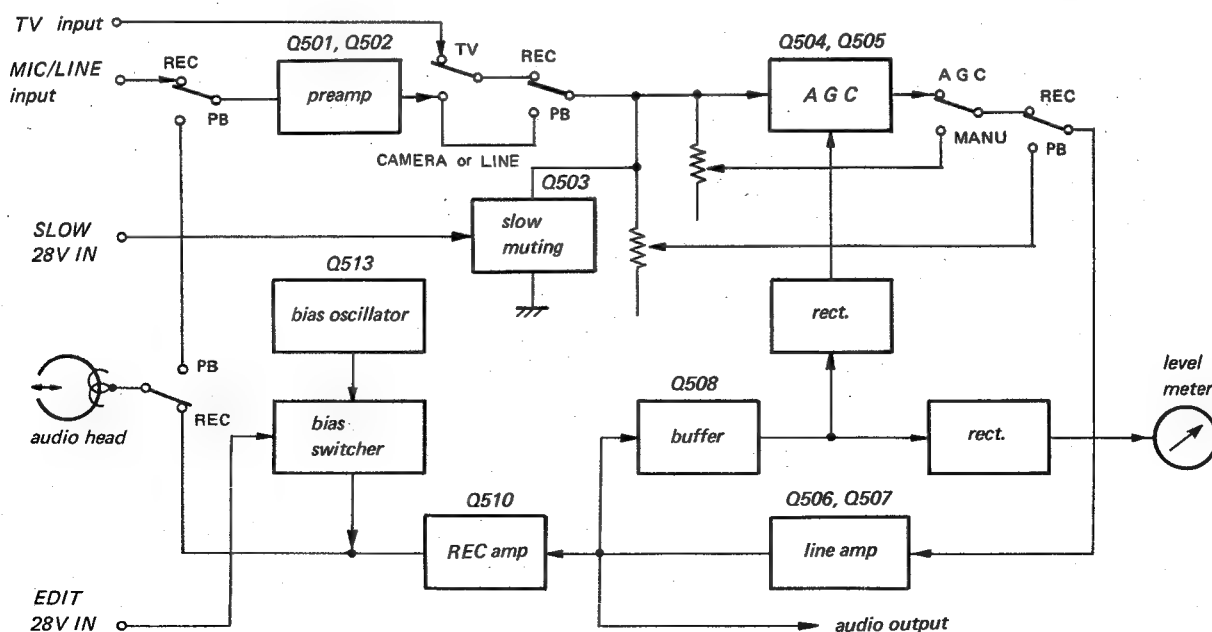 TV input
MIC/LINE
input
REC
PB
Q501, Q502
preamp
TV
REC
PB
CAMERA or LINE
Q504, Q505
AGC
AGC
MANU
REC
PB
SLOW
28V IN
Q503
slow
muting
Q513
bias oscillator
rect.
PB
REC
audio head
bias
switcher
Q508
buffer
rect.
level
meter
Q510
REC amp
Q506, Q507
line amp
EDIT
28V IN
audio output